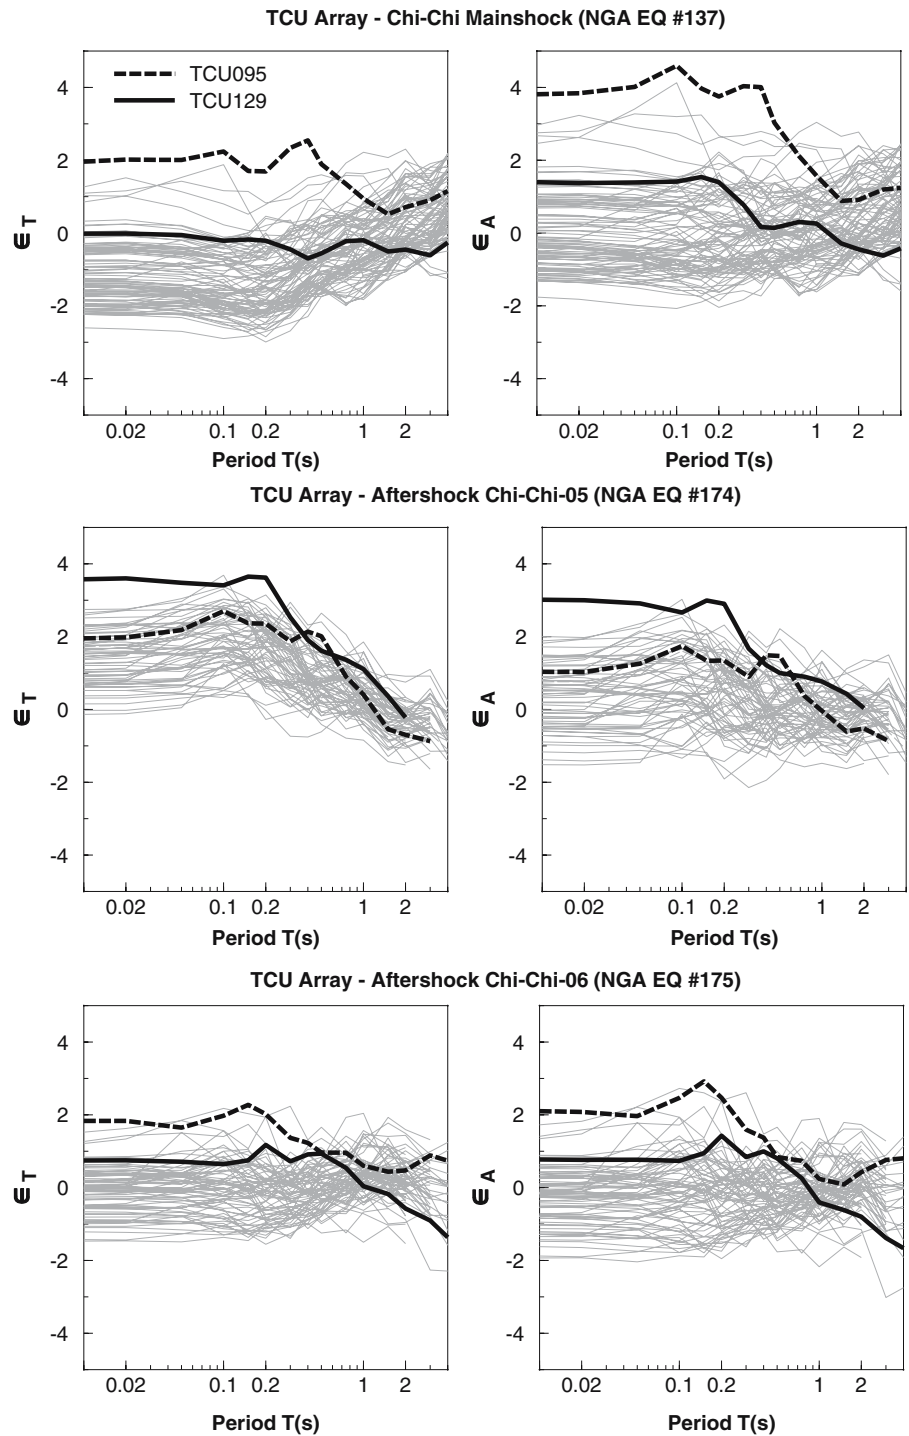 TCU Array - Chi-Chi Mainshock (NGA EQ #137)
TCU095
TCU129
4
2
0
-2
-4
∈ T
0.02 0.1 0.2 1 2
Period T(s)
4
2
0
-2
-4
∈ A
0.02 0.1 0.2 1 2
Period T(s)
TCU Array - Aftershock Chi-Chi-05 (NGA EQ #174)
4
2
0
-2
-4
∈ T
0.02 0.1 0.2 1 2
Period T(s)
4
2
0
-2
-4
∈ A
0.02 0.1 0.2 1 2
Period T(s)
TCU Array - Aftershock Chi-Chi-06 (NGA EQ #175)
4
2
0
-2
-4
∈ T
0.02 0.1 0.2 1 2
Period T(s)
4
2
0
-2
-4
∈ A
0.02 0.1 0.2 1 2
Period T(s)